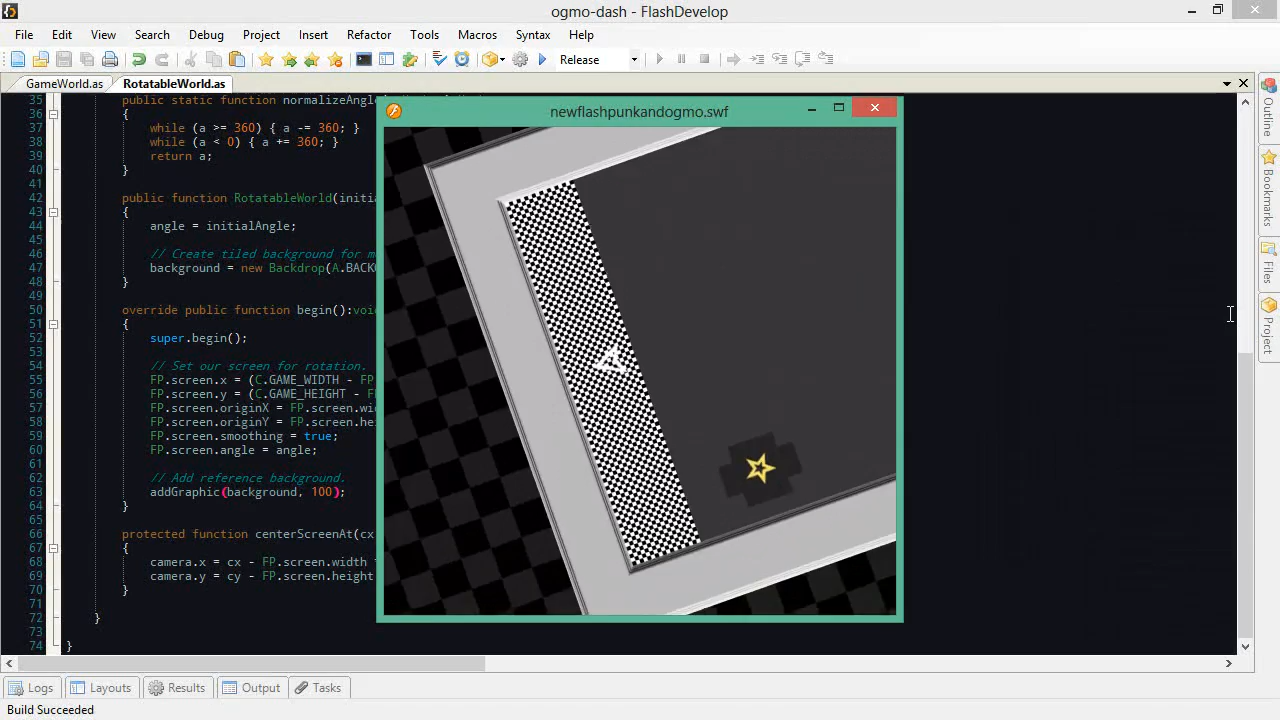 ogmo-dash - FlashDevelop
File Edit View Search Debug Project Insert Refactor Tools Macros Syntax Help
Release
GameWorld.as RotatableWorld.as
newflashpunkandogmo.swf
35 public static function normalizeAngle
36 {
37 while (a >= 360) { a -= 360; }
38 while (a < 0) { a += 360; }
39 return a;
40 }
41
42 public function RotatableWorld(initia
43 {
44 angle = initialAngle;
45
46 // Create tiled background for m
47 background = new Backdrop(A.BACKG
48 }
49
50 override public function begin():voi
51 {
52 super.begin();
53
54 // Set our screen for rotation.
55 FP.screen.x = (C.GAME_WIDTH - FP
56 FP.screen.y = (C.GAME_HEIGHT - F
57 FP.screen.originX = FP.screen.wid
58 FP.screen.originY = FP.screen.hei
59 FP.screen.smoothing = true;
60 FP.screen.angle = angle;
61
62 // Add reference background.
63 addGraphic(background, 100);
64 }
65
66 protected function centerScreenAt(cx
67 {
68 camera.x = cx - FP.screen.width
69 camera.y = cy - FP.screen.height
70 }
71
72 }
73
74 }
Outline
Bookmarks
Files
Project
Logs Layouts Results Output Tasks
Build Succeeded